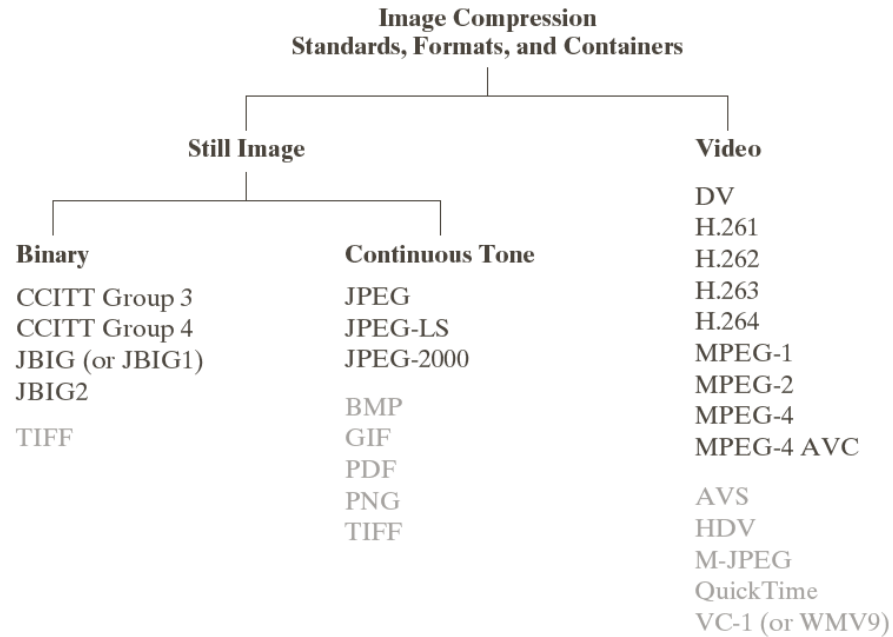 Image Compression
Standards, Formats, and Containers
Still Image
Binary
CCITT Group 3
CCITT Group 4
JBIG (or JBIG1)
JBIG2
TIFF
Continuous Tone
JPEG
JPEG-LS
JPEG-2000
BMP
GIF
PDF
PNG
TIFF
Video
DV
H.261
H.262
H.263
H.264
MPEG-1
MPEG-2
MPEG-4
MPEG-4 AVC
AVS
HDV
M-JPEG
QuickTime
VC-1 (or WMV9)